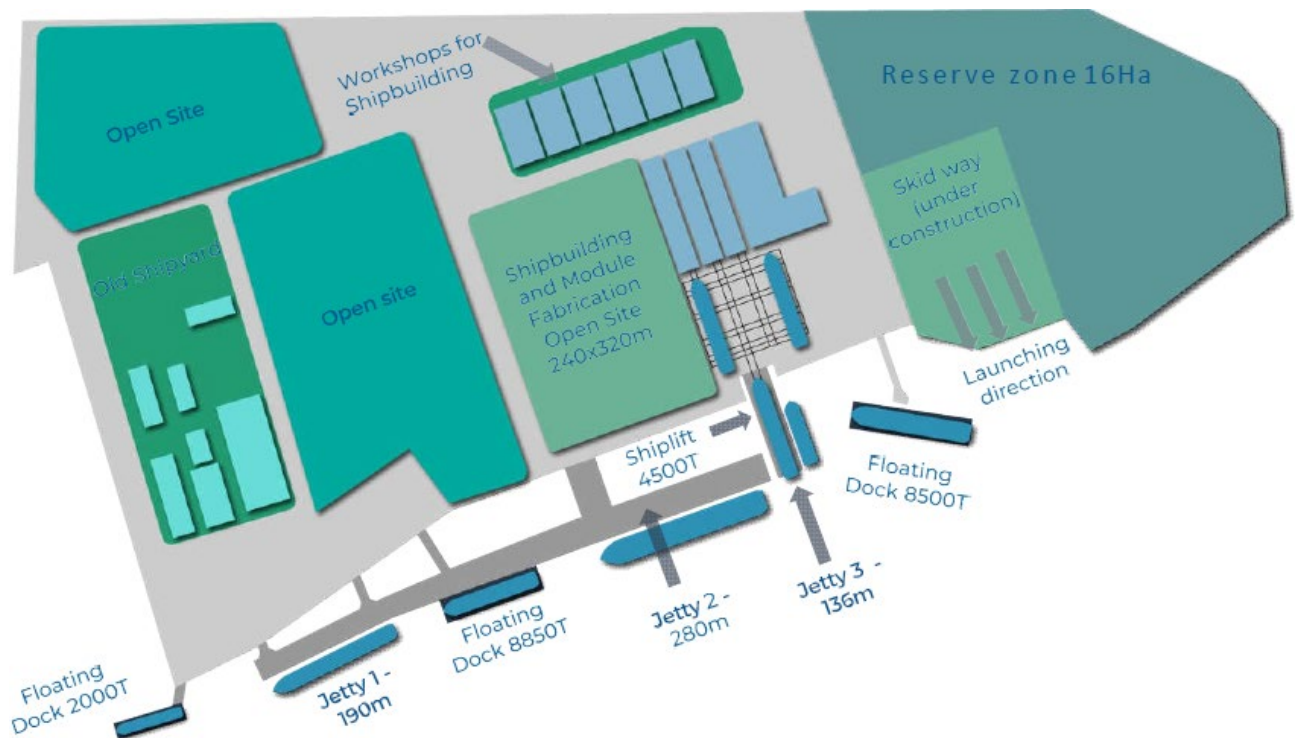 Workshops for
Shipbuilding
Open Site
Reserve zone 16Ha
Skid way
(under
construction)
Old Shipyard
Open site
Shipbuilding
and Module
Fabrication
Open Site
240x320m
Launching
direction
Shiplift
4500T
Floating
Dock 8500T
Jetty 3 -
136m
Jetty 2 -
280m
Floating
Dock 8850T
Jetty 1 -
190m
Floating
Dock 2000T